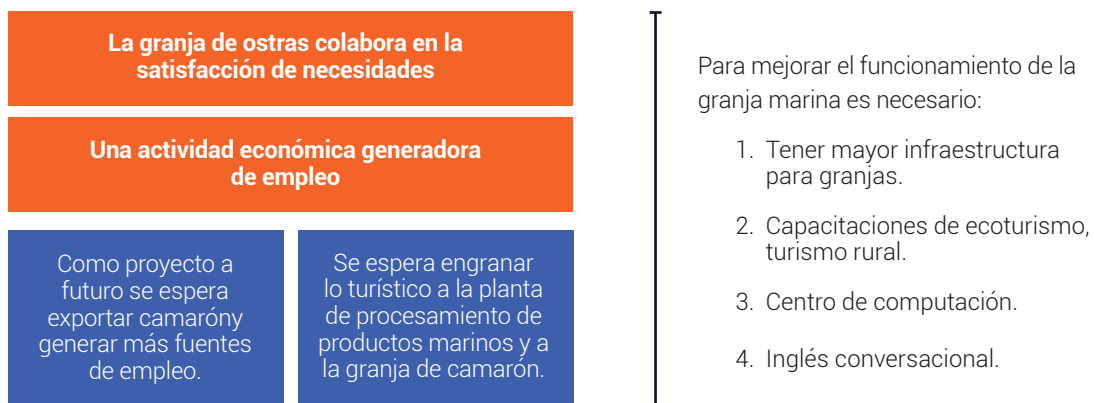 La granja de ostras colabora en la
satisfacción de necesidades
Una actividad económica generadora
de empleo
Como proyecto a
futuro se espera
exportar camaróny
generar más fuentes
de empleo.
Se espera engranar
lo turístico a la planta
de procesamiento de
productos marinos y a
la granja de camarón.
Para mejorar el funcionamiento de la
granja marina es necesario:
1. Tener mayor infraestructura
para granjas.
2. Capacitaciones de ecoturismo,
turismo rural.
3. Centro de computación.
4. Inglés conversacional.